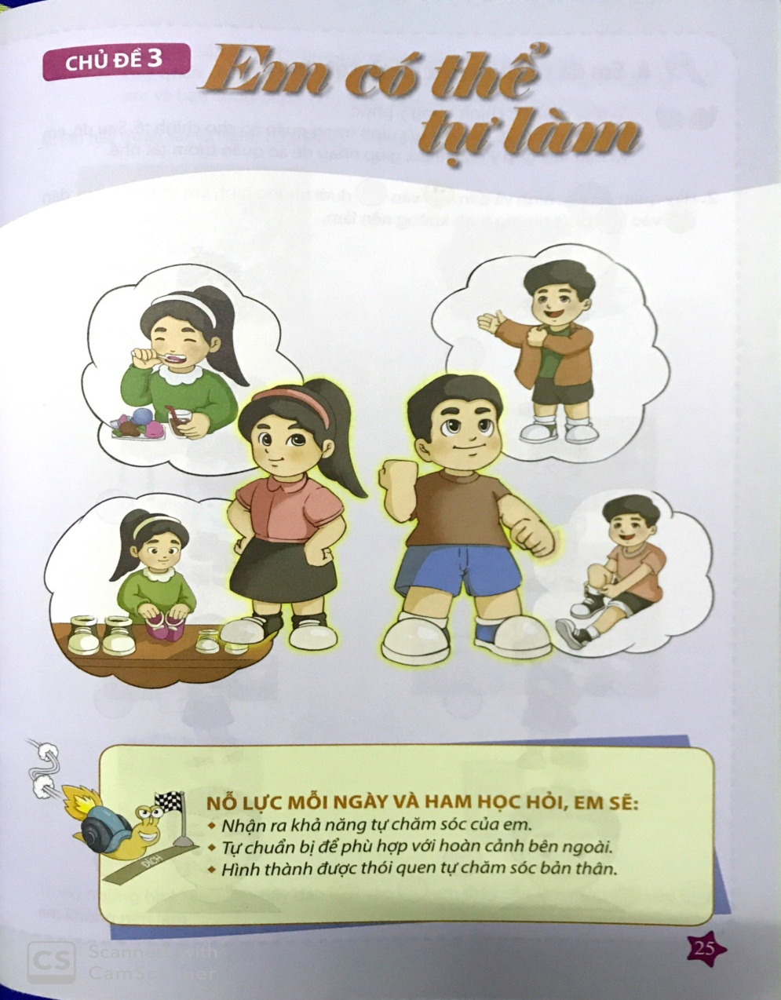 CHỦ ĐỀ 3
Em có thể
tự làm
NỖ LỰC MỖI NGÀY VÀ HAM HỌC HỎI, EM SẼ:
Nhận ra khả năng tự chăm sóc của em.
Tự chuẩn bị để phù hợp với hoàn cảnh bên ngoài.
Hình thành được thói quen tự chăm sóc bản thân.
ĐÍCH
25
CS Scanned with
CamScanner